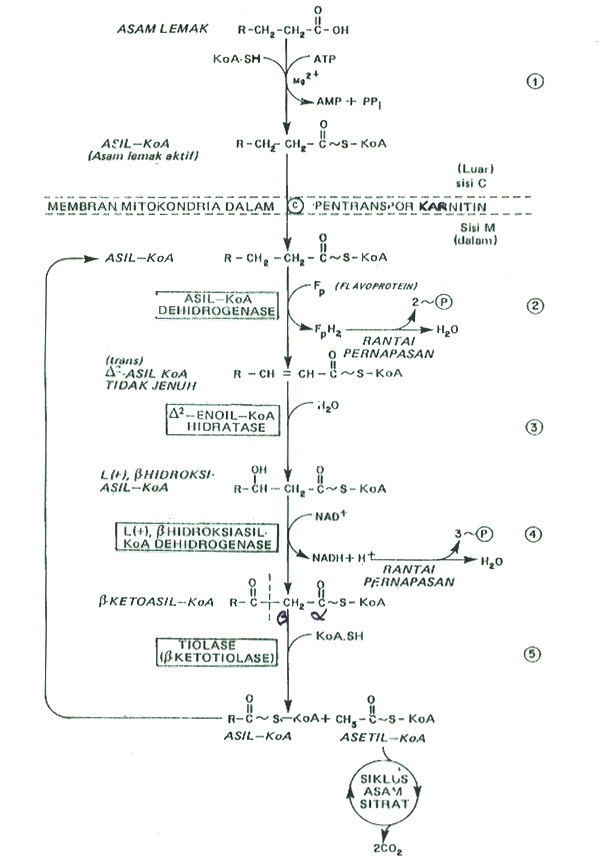 O
ASAM LEMAK R–CH₂–CH₂–C–OH
KoA-SH ATP
Mg²⁺
AMP + PPi
①
O
ASIL–KoA R–CH₂–CH₂–C~S–KoA
(Asam lemak aktif)
(Luar)
sisi C
MEMBRAN MITOKONDRIA DALAM Ⓒ PENTRANSPOR KARNITIN
Sisi M
(dalam)
O
ASIL–KoA R–CH₂–CH₂–C~S–KoA
Fp (FLAVOPROTEIN)
ASIL–KoA
DEHIDROGENASE
2~Ⓟ
②
FpH₂ H₂O
RANTAI
PERNAPASAN
(trans)
Δ²-ASIL KoA
TIDAK JENUH
O
R–CH=CH–C~S–KoA
H₂O
Δ²–ENOIL–KoA
HIDRATASE
③
OH O
L(+), β-HIDROKSI-
ASIL–KoA
R–CH–CH₂–C~S–KoA
NAD⁺
L(+), βHIDROKSIASIL-
KoA DEHIDROGENASE
3~Ⓟ
④
NADH + H⁺ H₂O
RANTAI
PERNAPASAN
O O
β-KETOASIL–KoA R–C–CH₂–C~S–KoA
β α
KoA.SH
TIOLASE
(β-KETOTIOLASE)
⑤
O O
R–C~S–KoA + CH₃–C~S–KoA
ASIL–KoA ASETIL–KoA
SIKLUS
ASAM
SITRAT
2CO₂